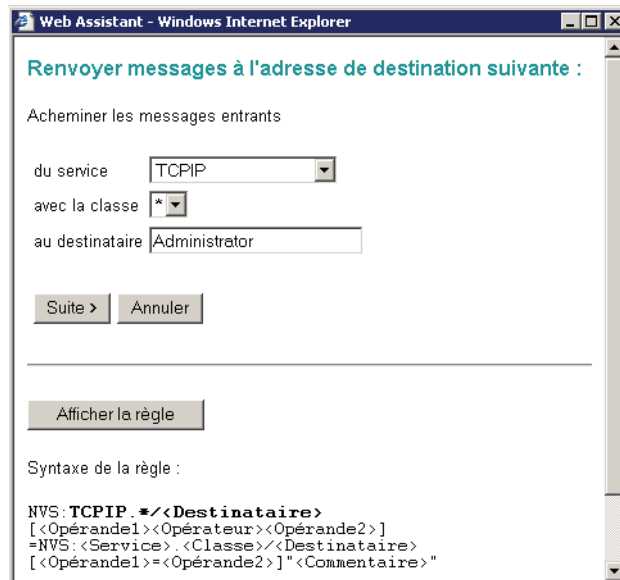 Web Assistant - Windows Internet Explorer
Renvoyer messages à l'adresse de destination suivante :
Acheminer les messages entrants
du service TCPIP
avec la classe *
au destinataire Administrator
Suite > Annuler
Afficher la règle
Syntaxe de la règle :
NVS:TCPIP.*/<Destinataire>
[<Opérande1><Opérateur><Opérande2>]
=NVS:<Service>.<Classe>/<Destinataire>
[<Opérande1>=<Opérande2>]"<Commentaire>"